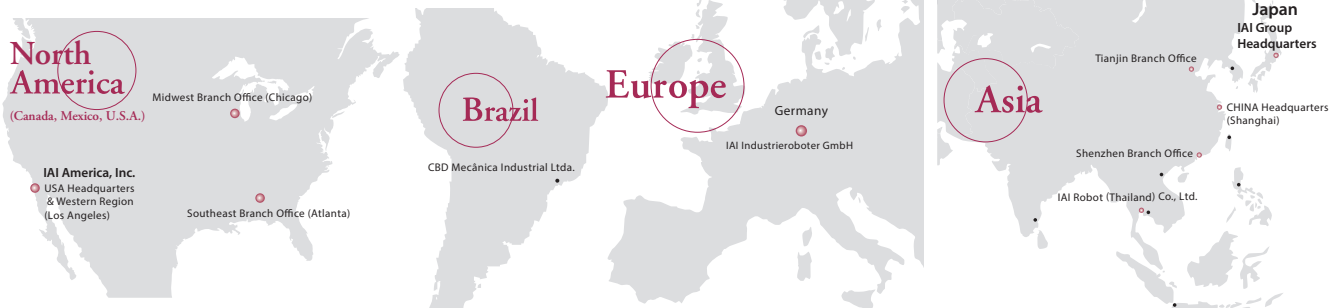 North
America
(Canada, Mexico, U.S.A.)
Midwest Branch Office (Chicago)
IAI America, Inc.
USA Headquarters
& Western Region
(Los Angeles)
Southeast Branch Office (Atlanta)
Brazil
CBD Mecânica Industrial Ltda.
Europe
Germany
IAI Industrieroboter GmbH
Asia
Japan
IAI Group
Headquarters
Tianjin Branch Office
CHINA Headquarters
(Shanghai)
Shenzhen Branch Office
IAI Robot (Thailand) Co., Ltd.